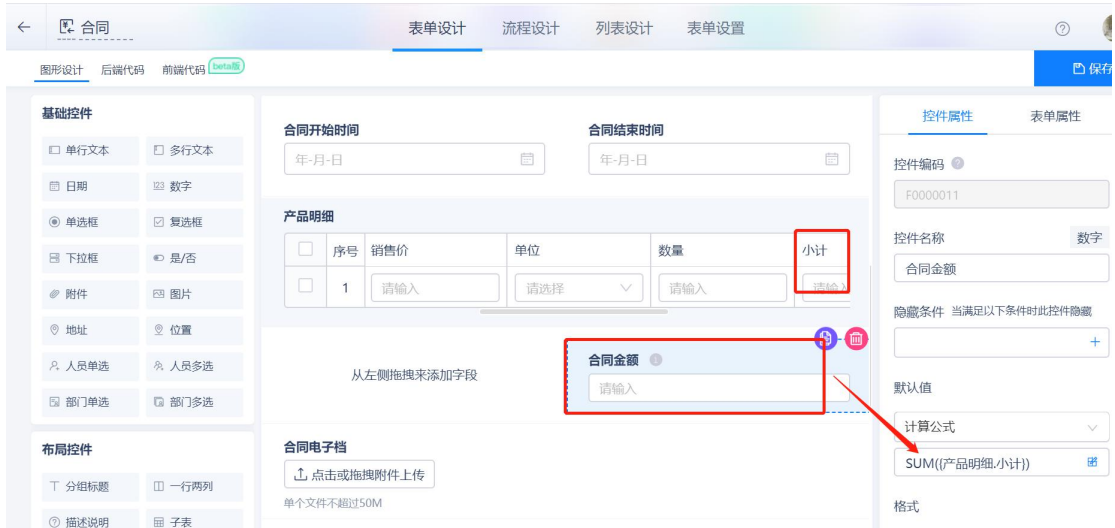 合同
表单设计 流程设计 列表设计 表单设置
图形设计 后端代码 前端代码 beta版
保存
基础控件
单行文本 多行文本
日期 123 数字
单选框 复选框
下拉框 是/否
附件 图片
地址 位置
人员单选 人员多选
部门单选 部门多选
布局控件
分组标题 一行两列
描述说明 子表
合同开始时间 合同结束时间
年-月-日 年-月-日
产品明细
序号 销售价 单位 数量 小计
1 请输入 请选择 请输入 请输入
从左侧拖拽来添加字段
合同金额
请输入
合同电子档
点击或拖拽附件上传
单个文件不超过50M
控件属性 表单属性
控件编码
F0000011
控件名称 数字
合同金额
隐藏条件 当满足以下条件时此控件隐藏
+
默认值
计算公式
SUM({产品明细.小计})
格式